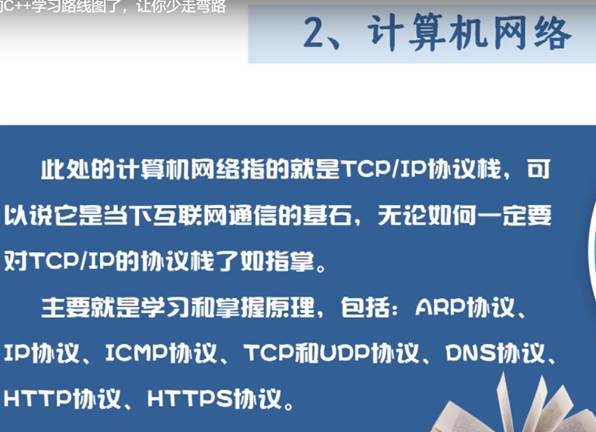 C++学习路线图了，让你少走弯路
2、计算机网络
此处的计算机网络指的就是TCP/IP协议栈，可
以说它是当下互联网通信的基石，无论如何一定要
对TCP/IP的协议栈了如指掌。
主要就是学习和掌握原理，包括：ARP协议、
IP协议、ICMP协议、TCP和UDP协议、DNS协议、
HTTP协议、HTTPS协议。